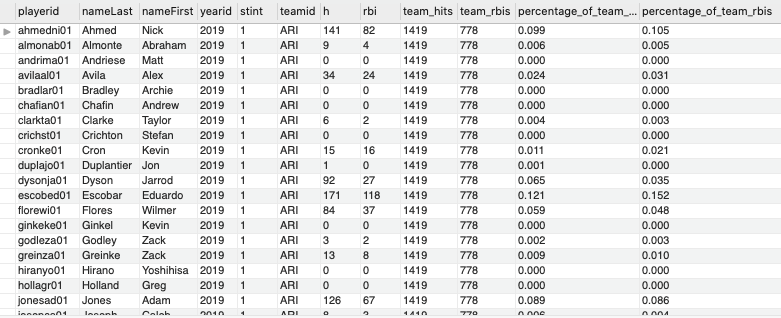 playerid nameLast nameFirst yearid stint teamid h rbi team_hits team_rbis percentage_of_team_... percentage_of_team_rbis
ahmedni01 Ahmed Nick 2019 1 ARI 141 82 1419 778 0.099 0.105
almonab01 Almonte Abraham 2019 1 ARI 9 4 1419 778 0.006 0.005
andrima01 Andriese Matt 2019 1 ARI 0 0 1419 778 0.000 0.000
avilaal01 Avila Alex 2019 1 ARI 34 24 1419 778 0.024 0.031
bradlar01 Bradley Archie 2019 1 ARI 0 0 1419 778 0.000 0.000
chafian01 Chafin Andrew 2019 1 ARI 0 0 1419 778 0.000 0.000
clarkta01 Clarke Taylor 2019 1 ARI 6 2 1419 778 0.004 0.003
crichst01 Crichton Stefan 2019 1 ARI 0 0 1419 778 0.000 0.000
cronke01 Cron Kevin 2019 1 ARI 15 16 1419 778 0.011 0.021
duplajo01 Duplantier Jon 2019 1 ARI 1 0 1419 778 0.001 0.000
dysonja01 Dyson Jarrod 2019 1 ARI 92 27 1419 778 0.065 0.035
escobed01 Escobar Eduardo 2019 1 ARI 171 118 1419 778 0.121 0.152
florewi01 Flores Wilmer 2019 1 ARI 84 37 1419 778 0.059 0.048
ginkeke01 Ginkel Kevin 2019 1 ARI 0 0 1419 778 0.000 0.000
godleza01 Godley Zack 2019 1 ARI 3 2 1419 778 0.002 0.003
greinza01 Greinke Zack 2019 1 ARI 13 8 1419 778 0.009 0.010
hiranyo01 Hirano Yoshihisa 2019 1 ARI 0 0 1419 778 0.000 0.000
hollagr01 Holland Greg 2019 1 ARI 0 0 1419 778 0.000 0.000
jonesad01 Jones Adam 2019 1 ARI 126 67 1419 778 0.089 0.086